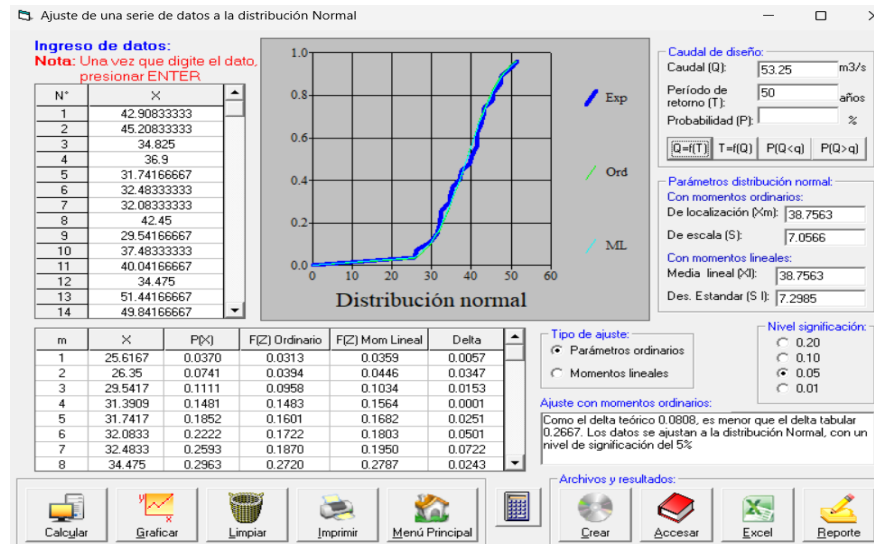 Ajuste de una serie de datos a la distribución Normal
Ingreso de datos:
Nota: Una vez que digite el dato,
presionar ENTER
N° X
1 42.90833333
2 45.20833333
3 34.825
4 36.9
5 31.74166667
6 32.48333333
7 32.08333333
8 42.45
9 29.54166667
10 37.48333333
11 40.04166667
12 34.475
13 51.44166667
14 49.84166667
1.0
0.8
0.6
0.4
0.2
0.0
0 10 20 30 40 50 60
Distribución normal
Exp
Ord
ML
Caudal de diseño:
Caudal (Q): 53.25 m3/s
Período de
retorno (T): 50 años
Probabilidad (P): %
Q=f(T) T=f(Q) P(Q<q) P(Q>q)
Parámetros distribución normal:
Con momentos ordinarios:
De localización (Xm): 38.7563
De escala (S): 7.0566
Con momentos lineales:
Media lineal (Xl): 38.7563
Des. Estandar (S l): 7.2985
m X P(X) F(Z) Ordinario F(Z) Mom Lineal Delta
1 25.6167 0.0370 0.0313 0.0359 0.0057
2 26.35 0.0741 0.0394 0.0446 0.0347
3 29.5417 0.1111 0.0958 0.1034 0.0153
4 31.3909 0.1481 0.1483 0.1564 0.0001
5 31.7417 0.1852 0.1601 0.1682 0.0251
6 32.0833 0.2222 0.1722 0.1803 0.0501
7 32.4833 0.2593 0.1870 0.1950 0.0722
8 34.475 0.2963 0.2720 0.2787 0.0243
Tipo de ajuste:
Parámetros ordinarios
Momentos lineales
Nivel significación:
0.20
0.10
0.05
0.01
Ajuste con momentos ordinarios:
Como el delta teórico 0.0808, es menor que el delta tabular
0.2667. Los datos se ajustan a la distribución Normal, con un
nivel de significación del 5%
Archivos y resultados:
Calcular Graficar Limpiar Imprimir Menú Principal Crear Accesar Excel Reporte